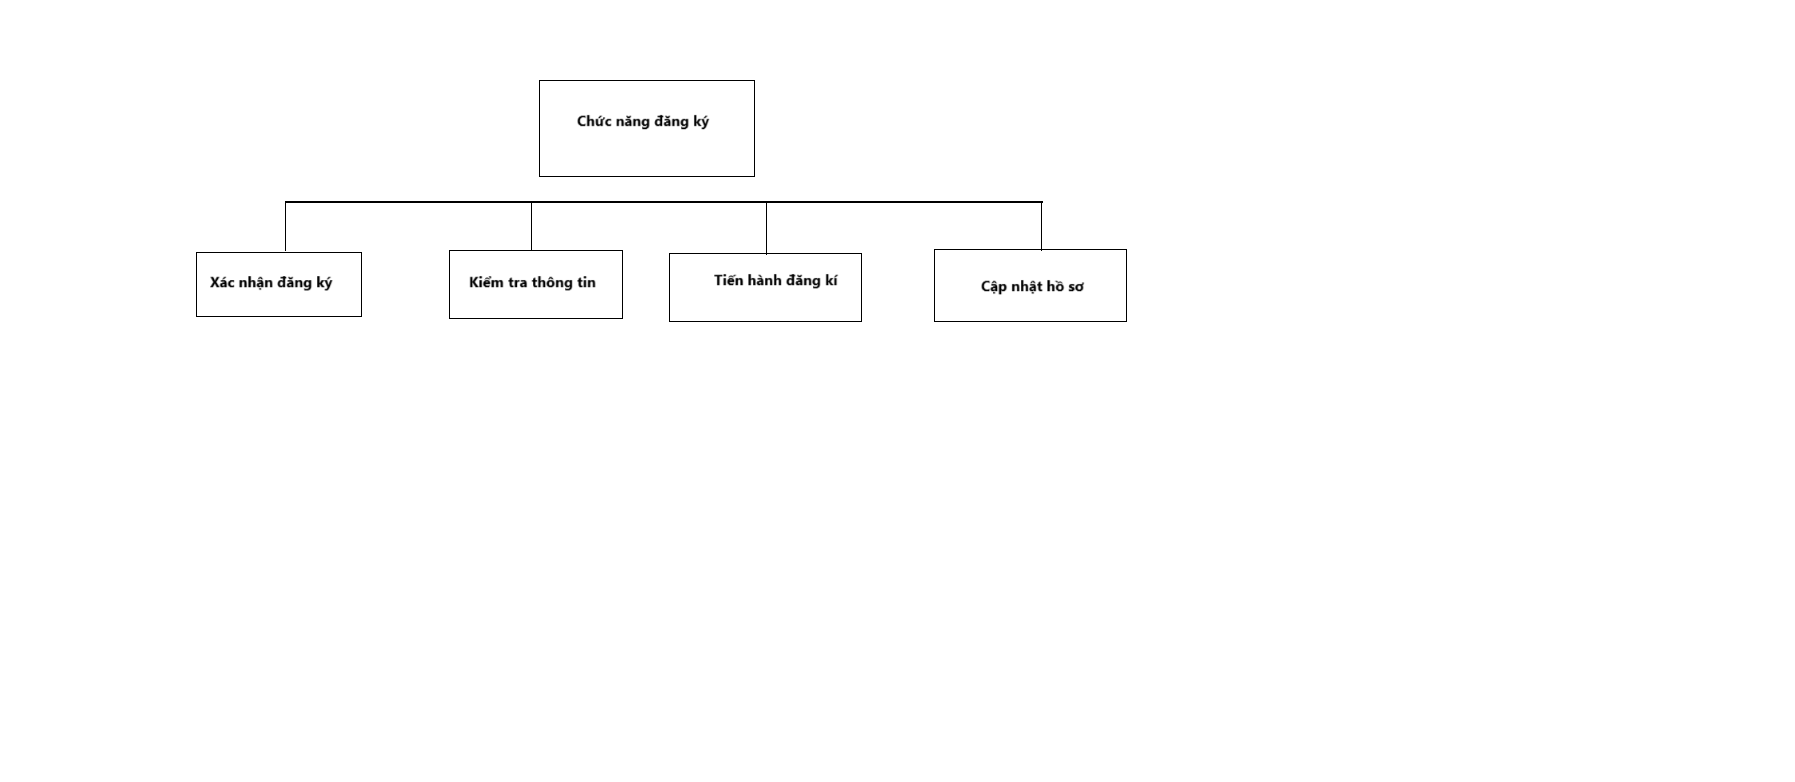 Chức năng đăng ký
Xác nhận đăng ký
Kiểm tra thông tin
Tiến hành đăng kí
Cập nhật hồ sơ